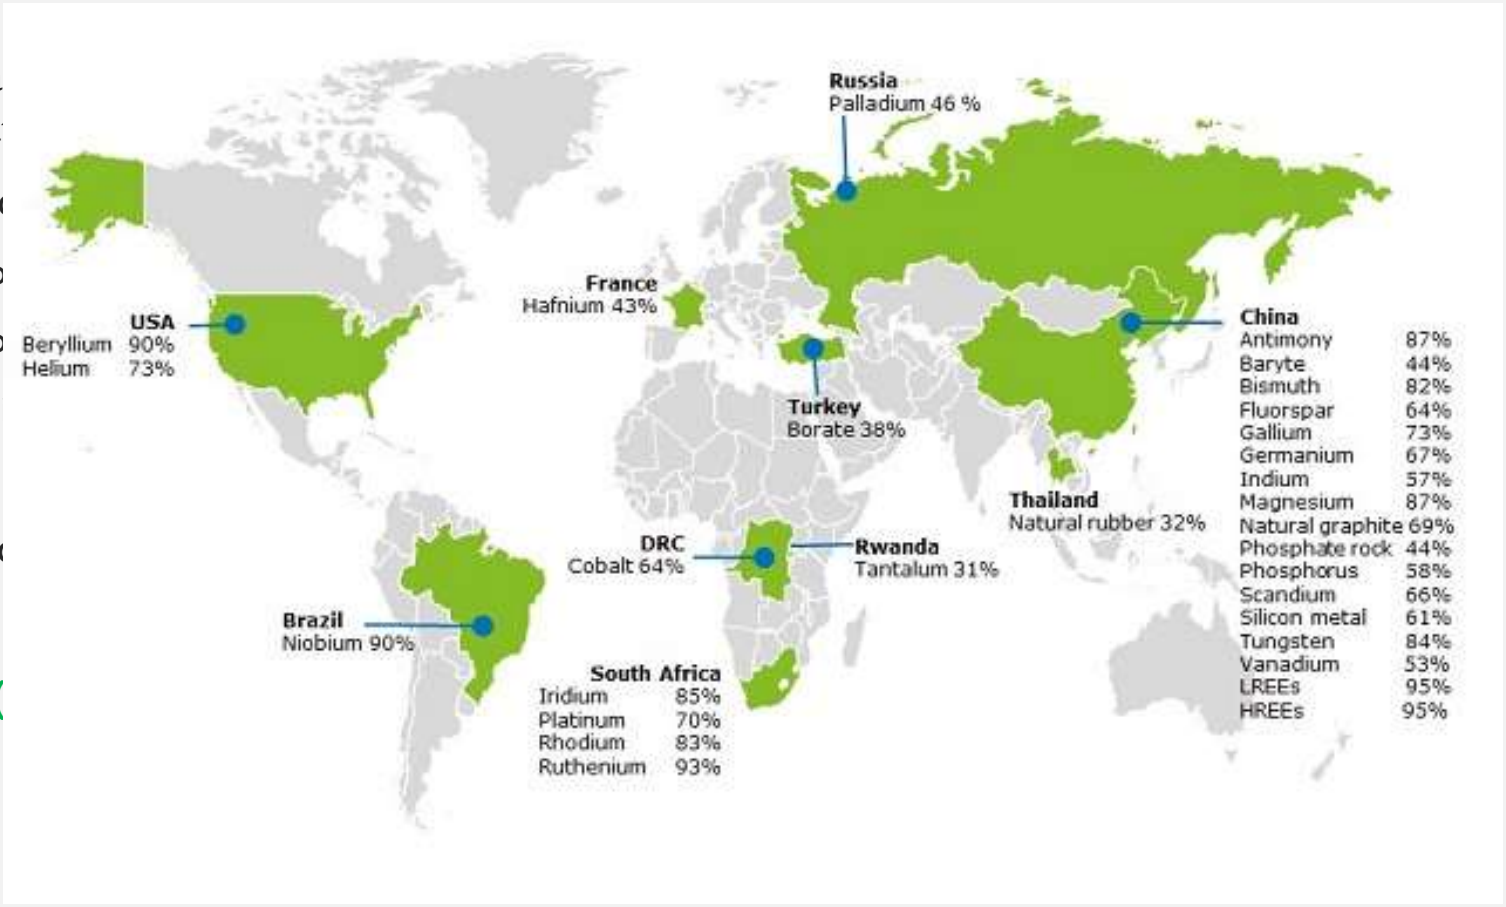 Russia
Palladium 46 %
France
Hafnium 43%
USA
Beryllium 90%
Helium 73%
Turkey
Borate 38%
China
Antimony 87%
Baryte 44%
Bismuth 82%
Fluorspar 64%
Gallium 73%
Germanium 67%
Indium 57%
Magnesium 87%
Natural graphite 69%
Phosphate rock 44%
Phosphorus 58%
Scandium 66%
Silicon metal 61%
Tungsten 84%
Vanadium 53%
LREEs 95%
HREEs 95%
Thailand
Natural rubber 32%
DRC
Cobalt 64%
Rwanda
Tantalum 31%
Brazil
Niobium 90%
South Africa
Iridium 85%
Platinum 70%
Rhodium 83%
Ruthenium 93%